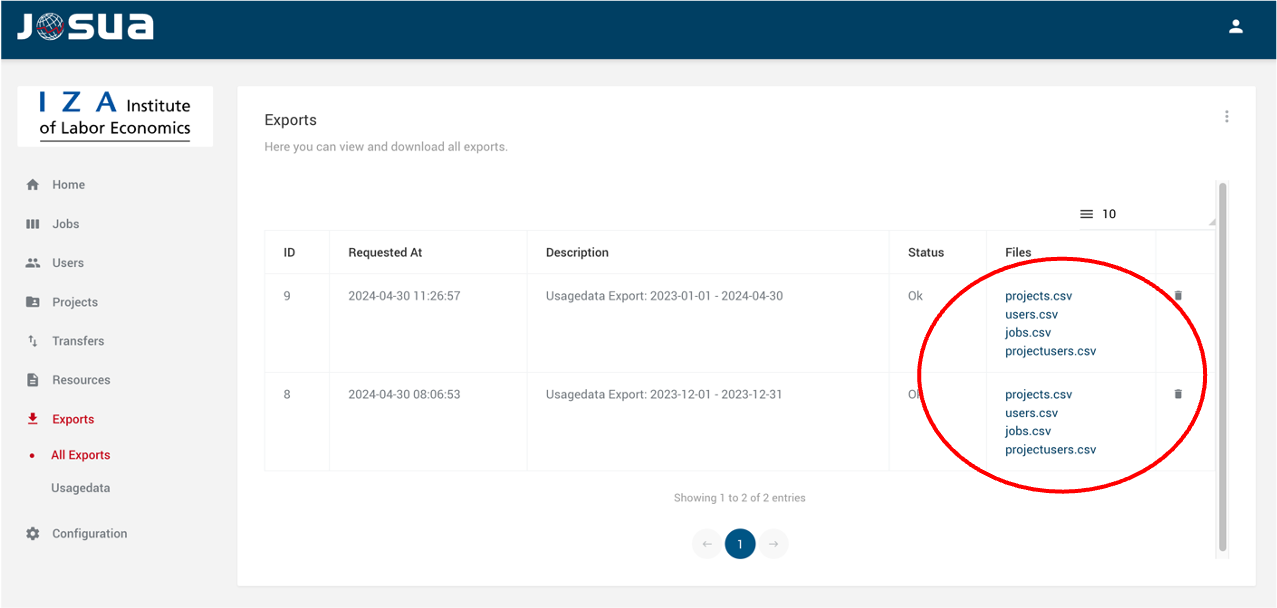 JOSUA
IZA Institute
of Labor Economics
Home
Jobs
Users
Projects
Transfers
Resources
Exports
All Exports
Usagedata
Configuration
Exports
Here you can view and download all exports.
10
ID Requested At Description Status Files
9 2024-04-30 11:26:57 Usagedata Export: 2023-01-01 - 2024-04-30 Ok projects.csv
users.csv
jobs.csv
projectusers.csv
8 2024-04-30 08:06:53 Usagedata Export: 2023-12-01 - 2023-12-31 Ok projects.csv
users.csv
jobs.csv
projectusers.csv
Showing 1 to 2 of 2 entries
← 1 →